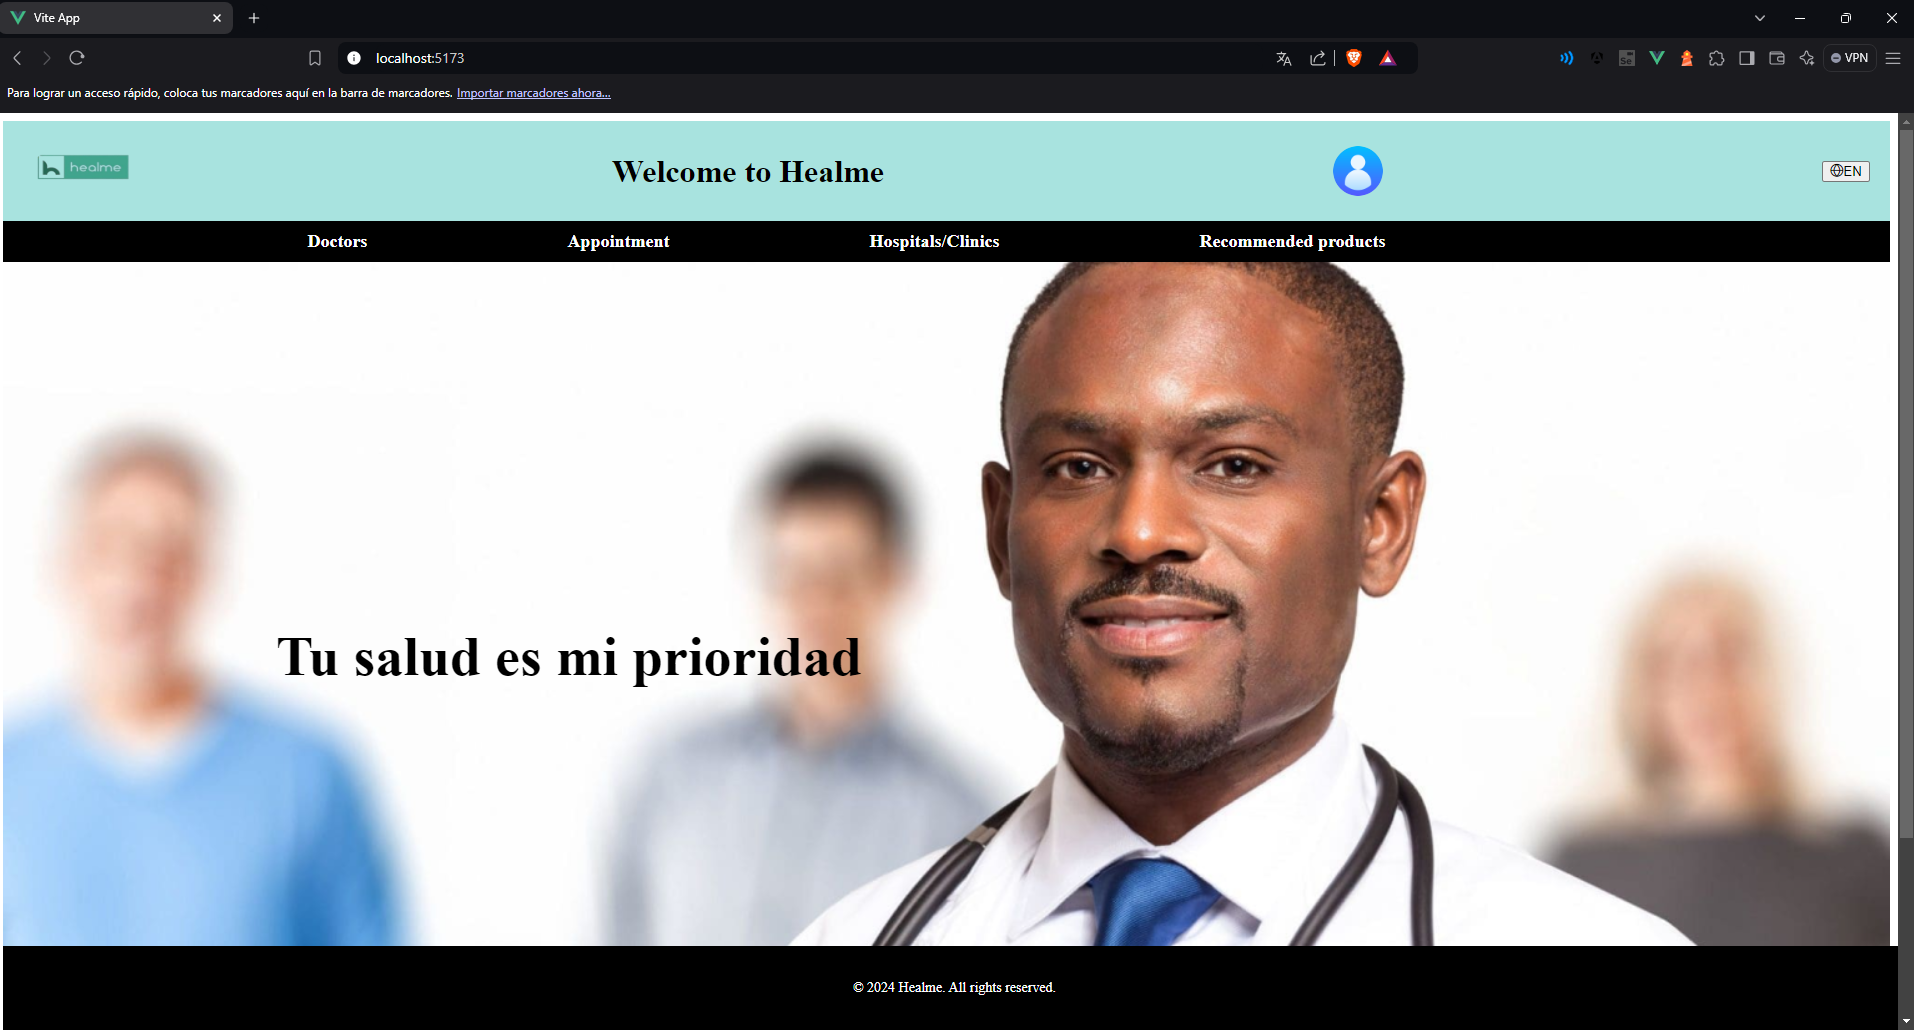 Vite App
localhost:5173
VPN
Para lograr un acceso rápido, coloca tus marcadores aquí en la barra de marcadores. Importar marcadores ahora...
h healme
Welcome to Healme
EN
Doctors Appointment Hospitals/Clinics Recommended products
Tu salud es mi prioridad
© 2024 Healme. All rights reserved.